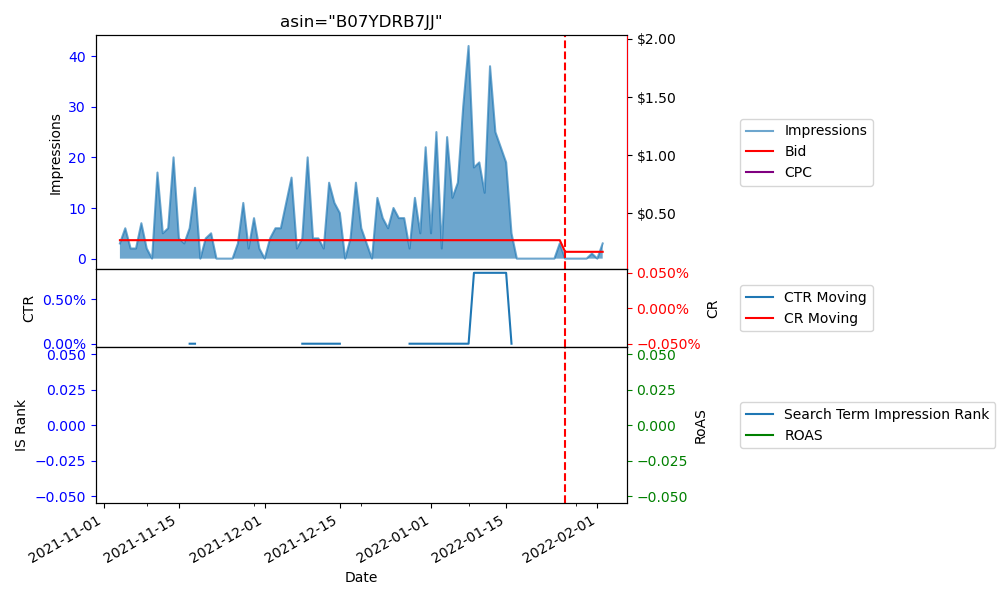 asin="B07YDRB7JJ"
40
30
20
10
0
Impressions
$2.00
$1.50
$1.00
$0.50
Impressions
Bid
CPC
0.50%
0.00%
CTR
0.050%
0.000%
−0.050%
CR
CTR Moving
CR Moving
0.050
0.025
0.000
−0.025
−0.050
IS Rank
0.050
0.025
0.000
−0.025
−0.050
RoAS
Search Term Impression Rank
ROAS
2021-11-01
2021-11-15
2021-12-01
2021-12-15
2022-01-01
2022-01-15
2022-02-01
Date